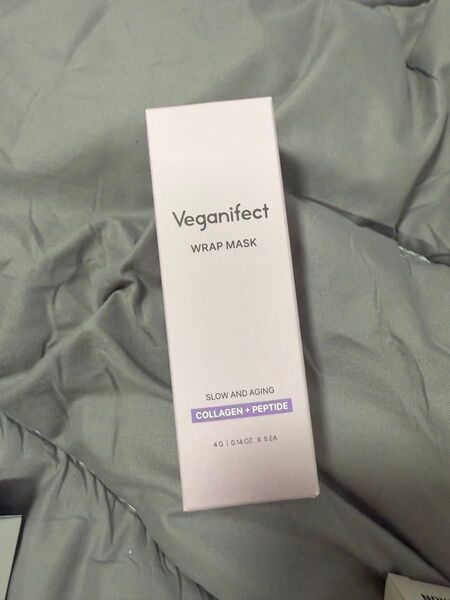 Veganifect
WRAP MASK
SLOW AND AGING
COLLAGEN + PEPTIDE
4 G | 0.14 OZ. X 5 EA